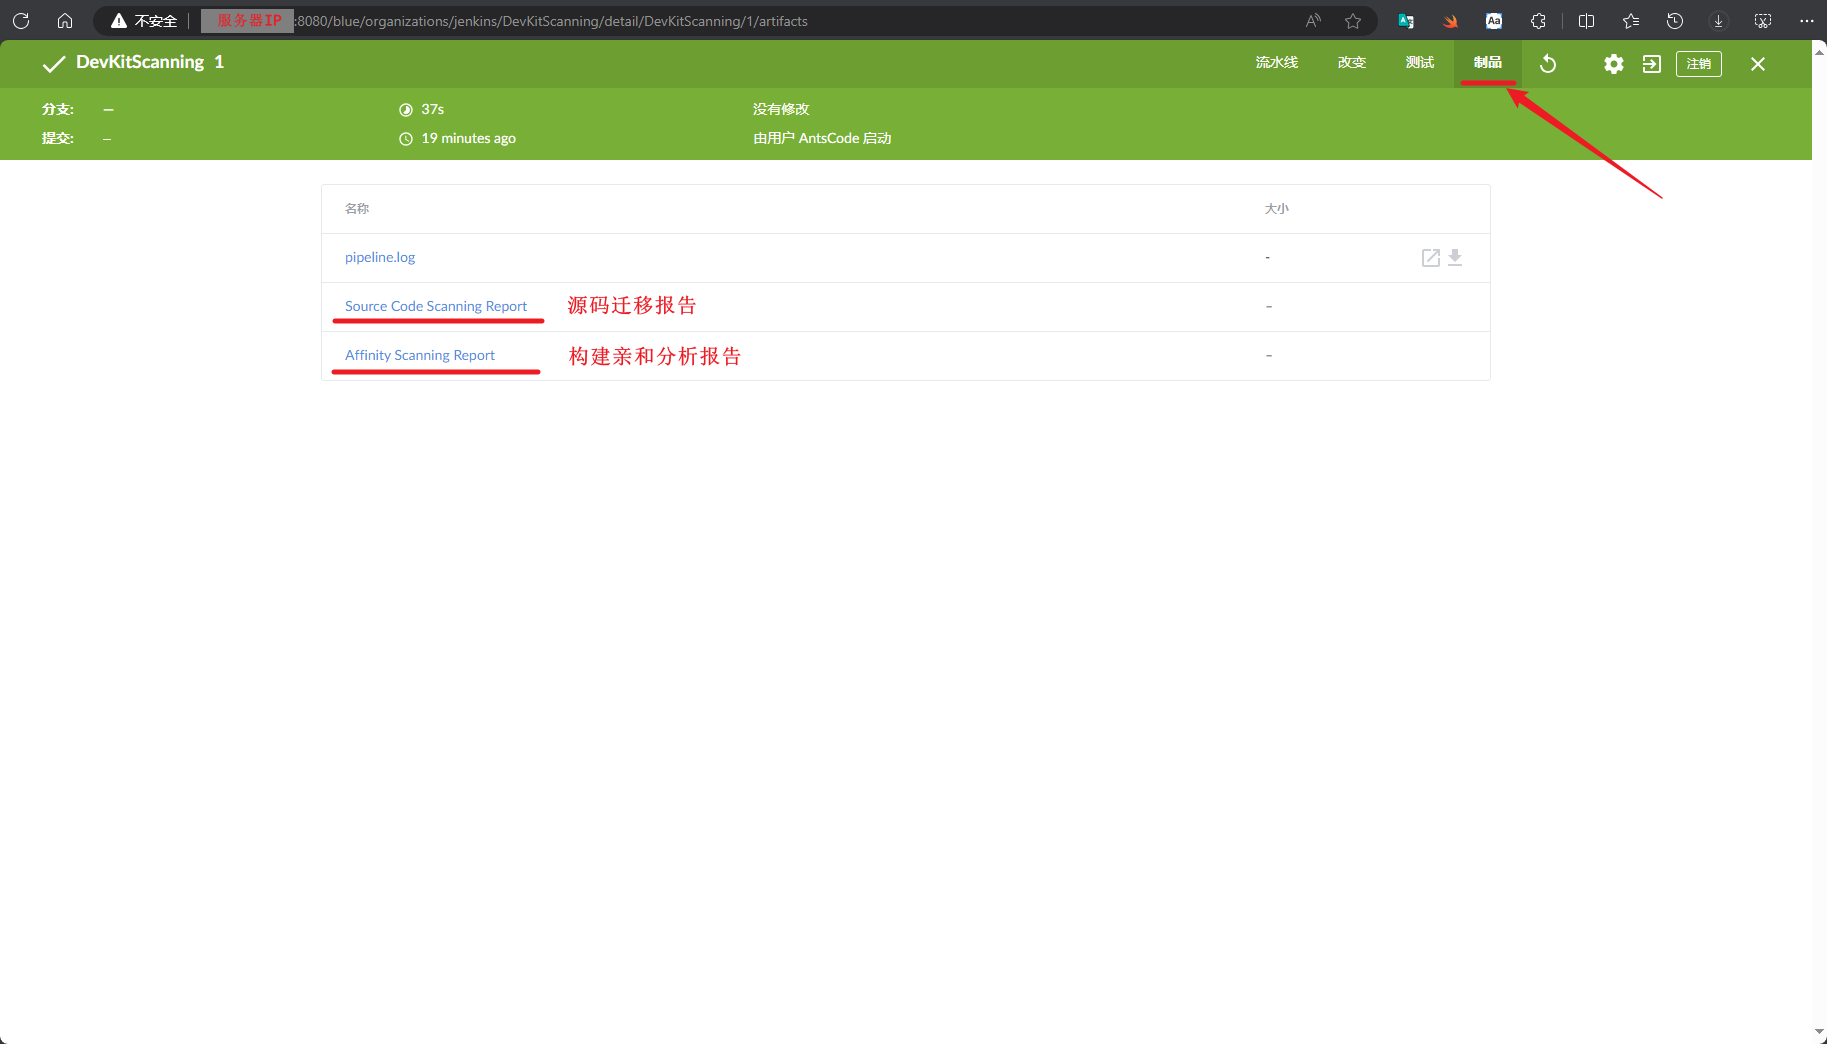 不安全 服务器IP :8080/blue/organizations/jenkins/DevKitScanning/detail/DevKitScanning/1/artifacts
DevKitScanning 1 流水线 改变 测试 制品 注销
分支: — 37s 没有修改
提交: – 19 minutes ago 由用户 AntsCode 启动
名称 大小
pipeline.log -
Source Code Scanning Report 源码迁移报告 –
Affinity Scanning Report 构建亲和分析报告 –